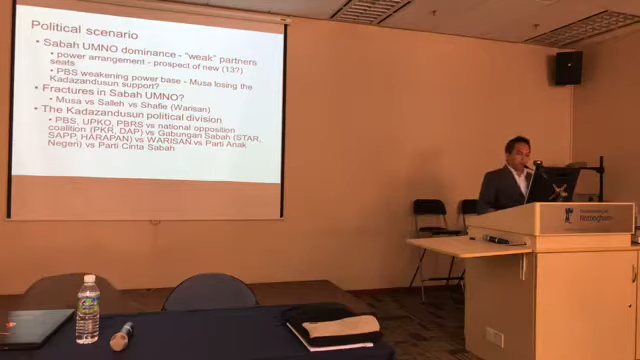 Political scenario
• Sabah UMNO dominance - "weak" partners
• power arrangement - prospect of new (13?)
seats
• PBS weakening power base - Musa losing the
Kadazandusun support?
• Fractures in Sabah UMNO?
• Musa vs Salleh vs Shafie (Warisan)
• The Kadazandusun political division
• PBS, UPKO, PBRS vs national opposition
coalition (PKR, DAP) vs Gabungan Sabah (STAR,
SAPP, HARAPAN) vs WARISAN vs Parti Anak
Negeri) vs Parti Cinta Sabah
Nottingham